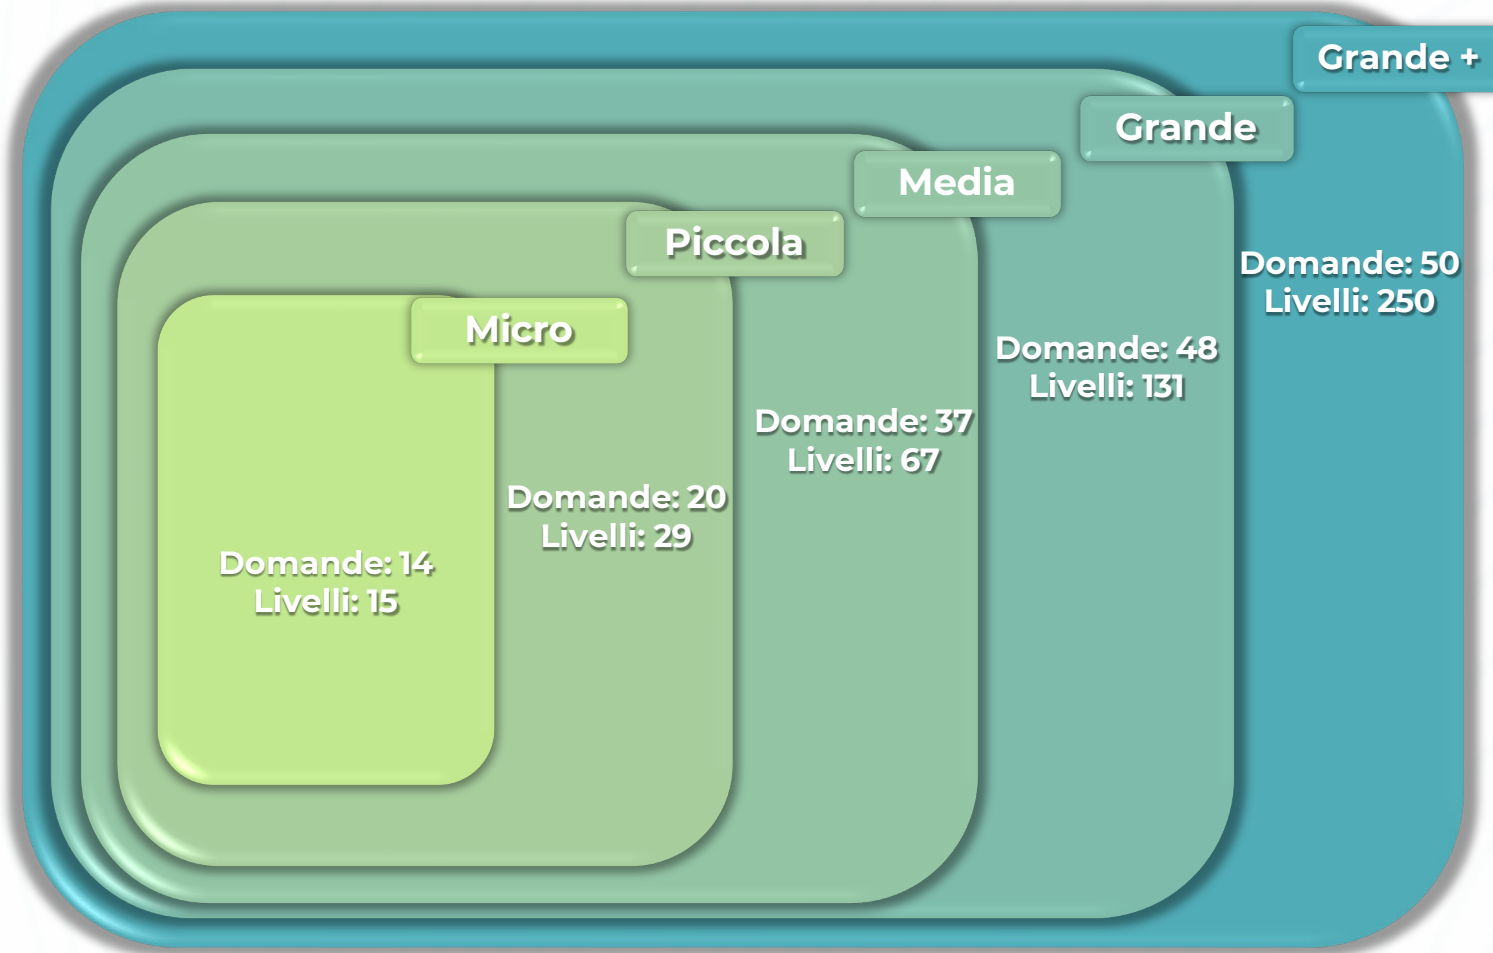 Grande +
Grande
Media
Piccola
Micro
Domande: 50
Livelli: 250
Domande: 48
Livelli: 131
Domande: 37
Livelli: 67
Domande: 20
Livelli: 29
Domande: 14
Livelli: 15